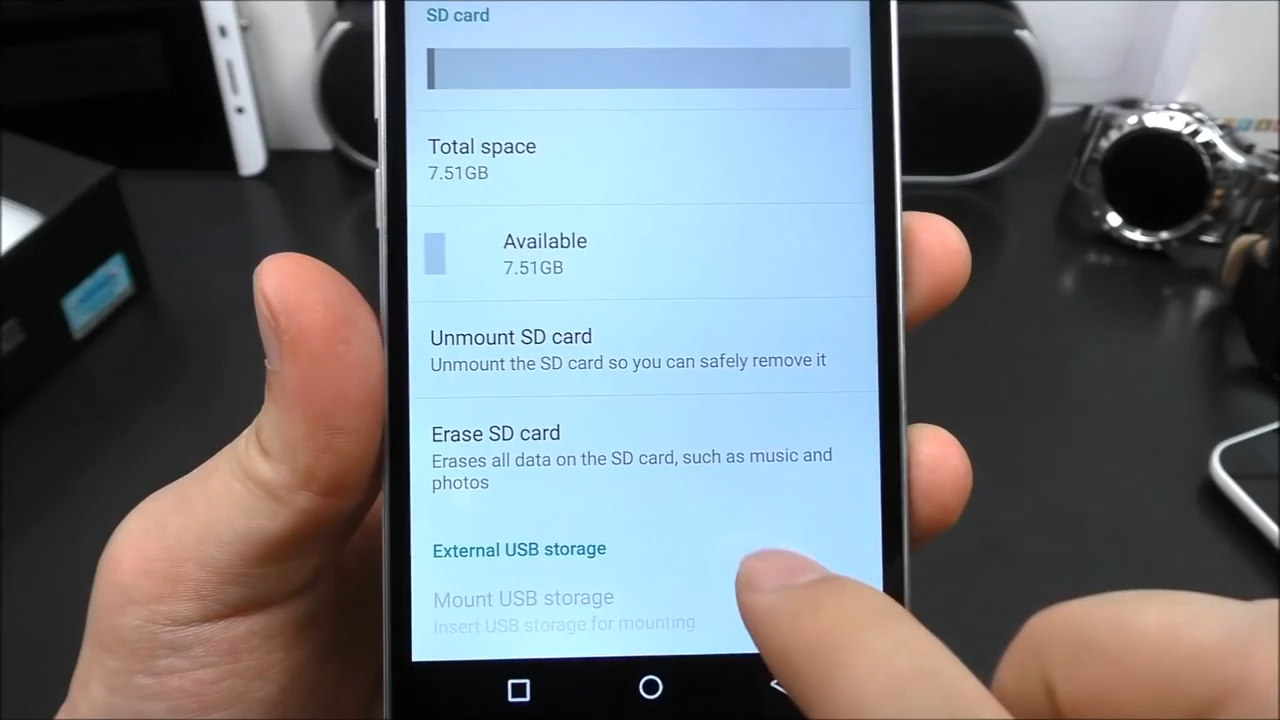 SD card
Total space
7.51GB
Available
7.51GB
Unmount SD card
Unmount the SD card so you can safely remove it
Erase SD card
Erases all data on the SD card, such as music and
photos
External USB storage
Mount USB storage
Insert USB storage for mounting